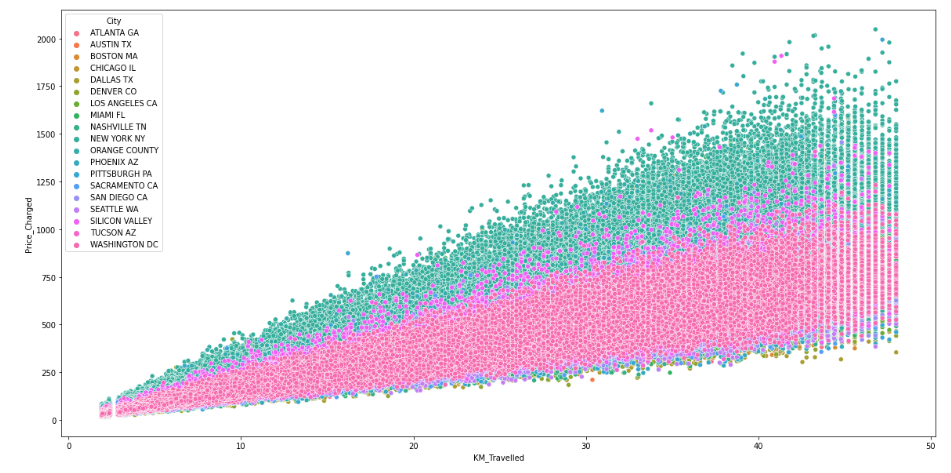 City
ATLANTA GA
AUSTIN TX
BOSTON MA
CHICAGO IL
DALLAS TX
DENVER CO
LOS ANGELES CA
MIAMI FL
NASHVILLE TN
NEW YORK NY
ORANGE COUNTY
PHOENIX AZ
PITTSBURGH PA
SACRAMENTO CA
SAN DIEGO CA
SEATTLE WA
SILICON VALLEY
TUCSON AZ
WASHINGTON DC
2000
1750
1500
1250
1000
750
500
250
0
Price_Charged
0 10 20 30 40 50
KM_Travelled